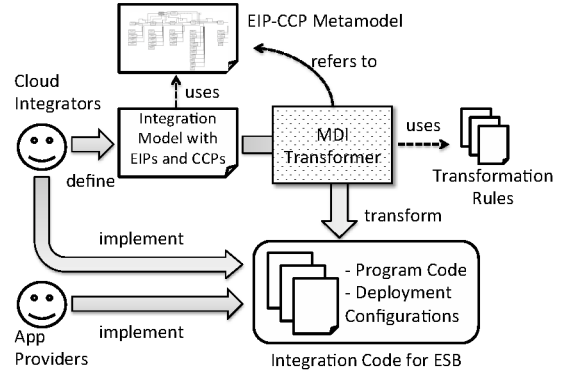 EIP-CCP Metamodel
refers to
Cloud
Integrators
uses
Integration
Model with
EIPs and CCPs
define
MDI
Transformer
uses
Transformation
Rules
transform
implement
- Program Code
- Deployment
Configurations
implement
App
Providers
Integration Code for ESB